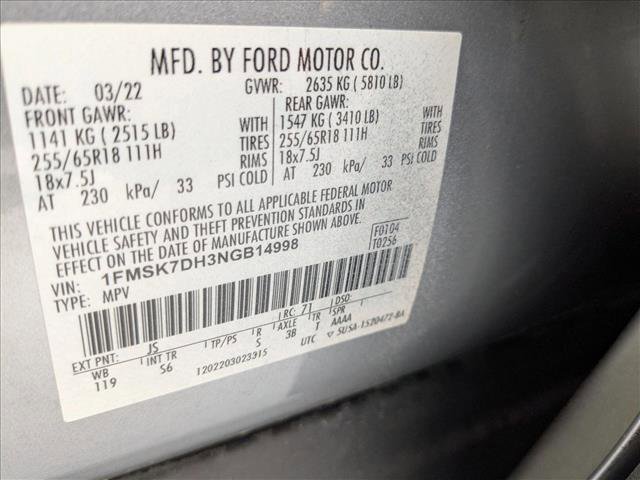 MFD. BY FORD MOTOR CO.
DATE: 03/22 GVWR: 2635 KG ( 5810 LB)
FRONT GAWR: REAR GAWR:
1141 KG ( 2515 LB) WITH 1547 KG ( 3410 LB) WITH
255/65R18 111H TIRES 255/65R18 111H TIRES
18x7.5J RIMS 18x7.5J RIMS
AT 230 kPa/ 33 PSI COLD AT 230 kPa/ 33 PSI COLD
THIS VEHICLE CONFORMS TO ALL APPLICABLE FEDERAL MOTOR
VEHICLE SAFETY AND THEFT PREVENTION STANDARDS IN
EFFECT ON THE DATE OF MANUFACTURE SHOWN ABOVE.
VIN: 1FMSK7DH3NGB14998 F0104
TYPE: MPV T0256
EXT PNT: JS RC: 71 DSO:
WB INT TR TP/PS R AXLE TR SPR
119 S6 S 3B T AAAA
1202203023315 UTC 5USA-1520472-BA